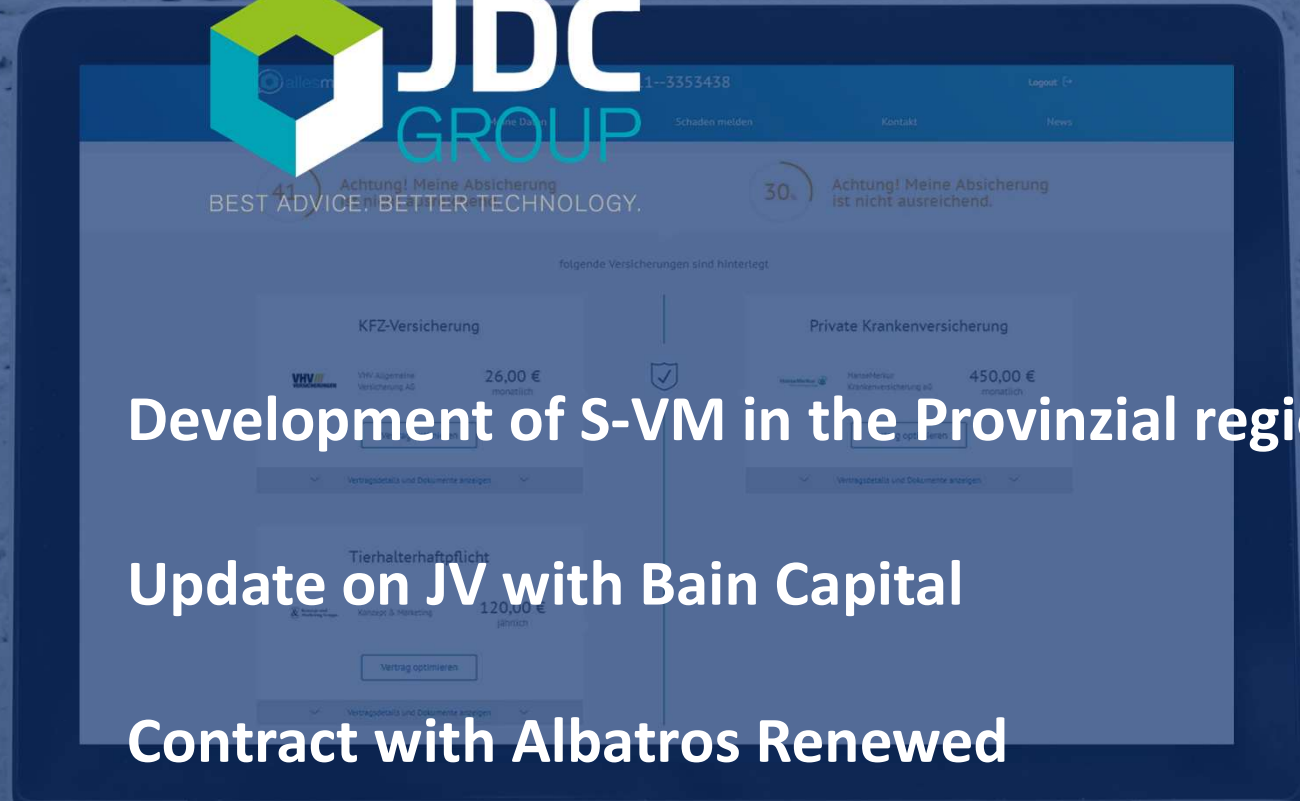 JDC
GROUP
BEST ADVICE. BETTER TECHNOLOGY.
3353438
Logout
Schaden melden
Kontakt
News
41
Achtung! Meine Absicherung
30
Achtung! Meine Absicherung
ist nicht ausreichend.
folgende Versicherungen sind hinterlegt
KFZ-Versicherung
VHV
VHV Allgemeine
Versicherung AG
26,00 €
monatlich
Private Krankenversicherung
HanseMerkur
Krankenversicherung aG
450,00 €
monatlich
Development of S-VM in the Provinzial regi
Vertragsdetails und Dokumente anzeigen
Vertragsdetails und Dokumente anzeigen
Tierhalterhaftpflicht
Update on JV with Bain Capital
Konzept & Marketing
120,00 €
jährlich
Vertrag optimieren
Vertragsdetails und Dokumente anzeigen
Contract with Albatros Renewed